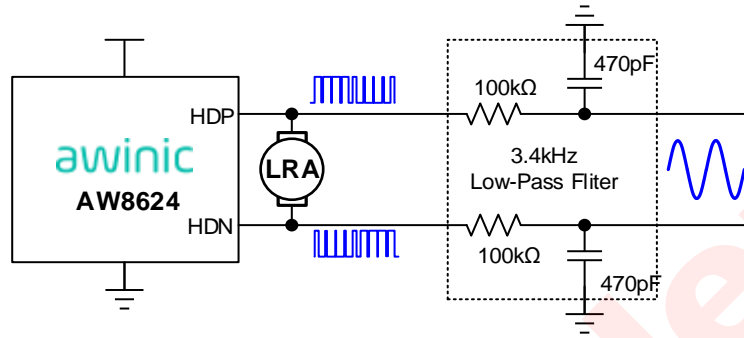 470pF
100kΩ
HDP
awinic
AW8624
LRA
3.4kHz
Low-Pass Fliter
HDN
100kΩ
470pF